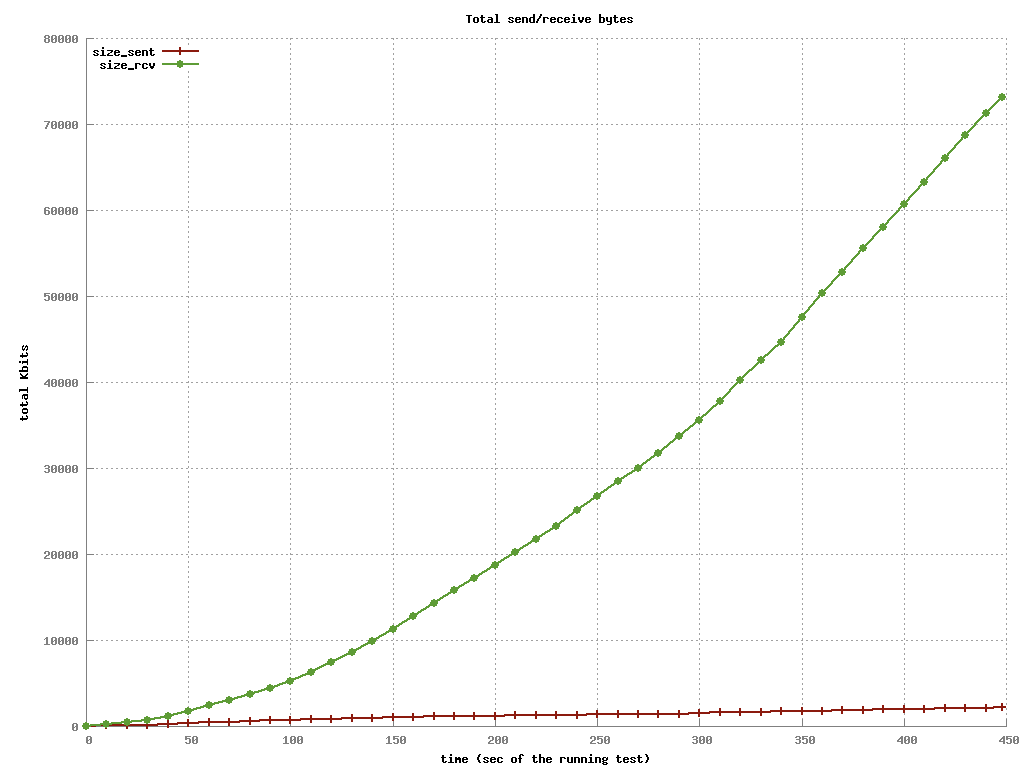 Total send/receive bytes
80000
size_sent
size_rcv
70000
60000
50000
40000
30000
20000
10000
0
total Kbits
0 50 100 150 200 250 300 350 400 450
time (sec of the running test)